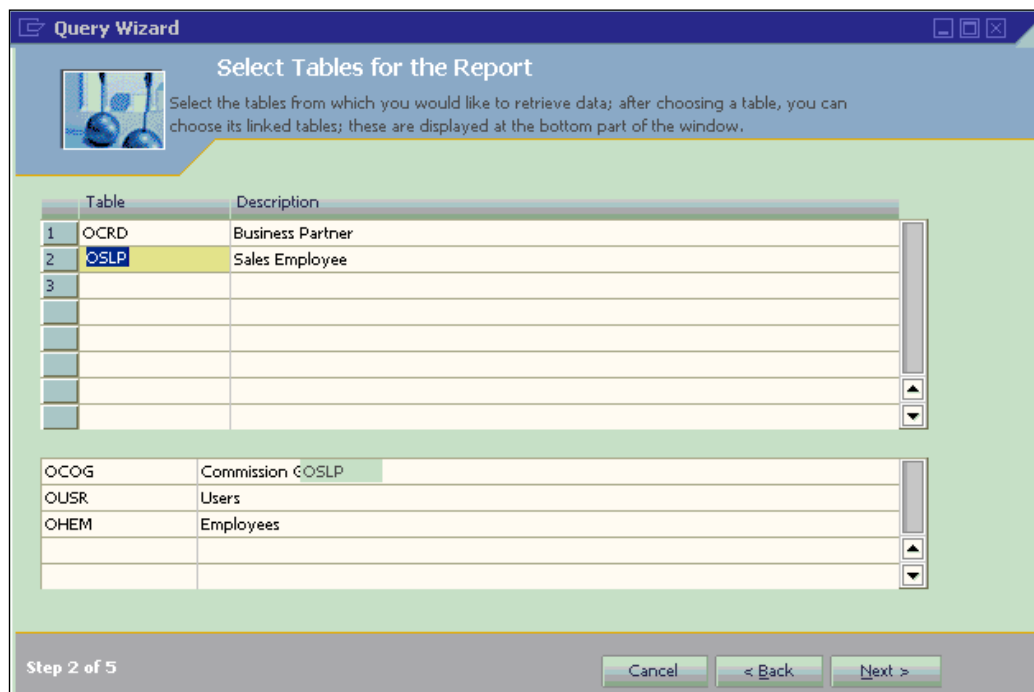 Query Wizard
Select Tables for the Report
Select the tables from which you would like to retrieve data; after choosing a table, you can
choose its linked tables; these are displayed at the bottom part of the window.
Table Description
1 OCRD Business Partner
2 OSLP Sales Employee
3
OCOG Commission OSLP
OUSR Users
OHEM Employees
Step 2 of 5 Cancel < Back Next >